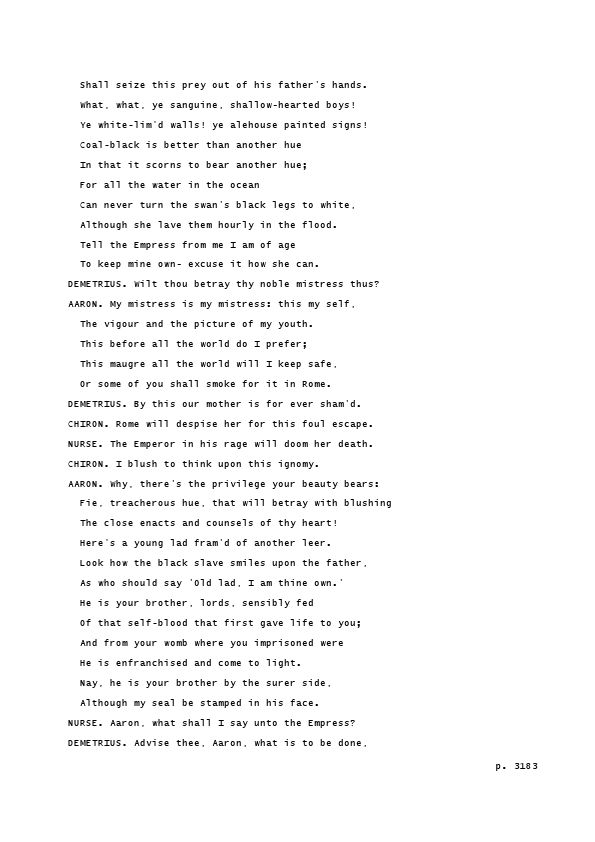 Shall seize this prey out of his father's hands.
What, what, ye sanguine, shallow-hearted boys!
Ye white-lim'd walls! ye alehouse painted signs!
Coal-black is better than another hue
In that it scorns to bear another hue;
For all the water in the ocean
Can never turn the swan's black legs to white,
Although she lave them hourly in the flood.
Tell the Empress from me I am of age
To keep mine own- excuse it how she can.
DEMETRIUS. Wilt thou betray thy noble mistress thus?
AARON. My mistress is my mistress: this my self,
The vigour and the picture of my youth.
This before all the world do I prefer;
This maugre all the world will I keep safe,
Or some of you shall smoke for it in Rome.
DEMETRIUS. By this our mother is for ever sham'd.
CHIRON. Rome will despise her for this foul escape.
NURSE. The Emperor in his rage will doom her death.
CHIRON. I blush to think upon this ignomy.
AARON. Why, there's the privilege your beauty bears:
Fie, treacherous hue, that will betray with blushing
The close enacts and counsels of thy heart!
Here's a young lad fram'd of another leer.
Look how the black slave smiles upon the father,
As who should say 'Old lad, I am thine own.'
He is your brother, lords, sensibly fed
Of that self-blood that first gave life to you;
And from your womb where you imprisoned were
He is enfranchised and come to light.
Nay, he is your brother by the surer side,
Although my seal be stamped in his face.
NURSE. Aaron, what shall I say unto the Empress?
DEMETRIUS. Advise thee, Aaron, what is to be done,
p. 3183